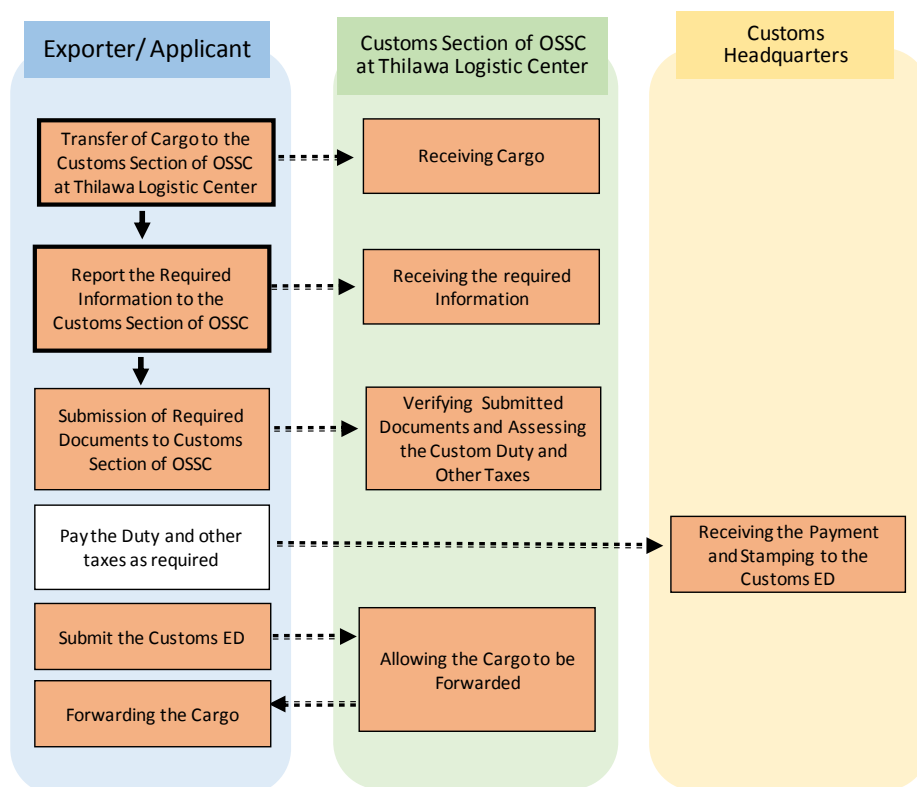 Exporter/ Applicant
Customs Section of OSSC
at Thilawa Logistic Center
Customs
Headquarters
Transfer of Cargo to the
Customs Section of OSSC
at Thilawa Logistic Center
Receiving Cargo
Report the Required
Information to the
Customs Section of OSSC
Receiving the required
Information
Submission of Required
Documents to Customs
Section of OSSC
Verifying Submitted
Documents and Assessing
the Custom Duty and
Other Taxes
Pay the Duty and other
taxes as required
Receiving the Payment
and Stamping to the
Customs ED
Submit the Customs ED
Allowing the Cargo to be
Forwarded
Forwarding the Cargo